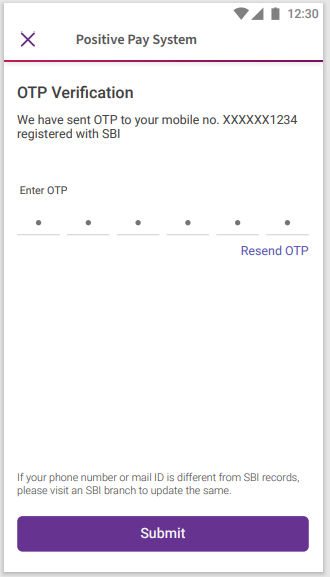 12:30
Positive Pay System
OTP Verification
We have sent OTP to your mobile no. XXXXXX1234
registered with SBI
Enter OTP
Resend OTP
If your phone number or mail ID is different from SBI records,
please visit an SBI branch to update the same.
Submit